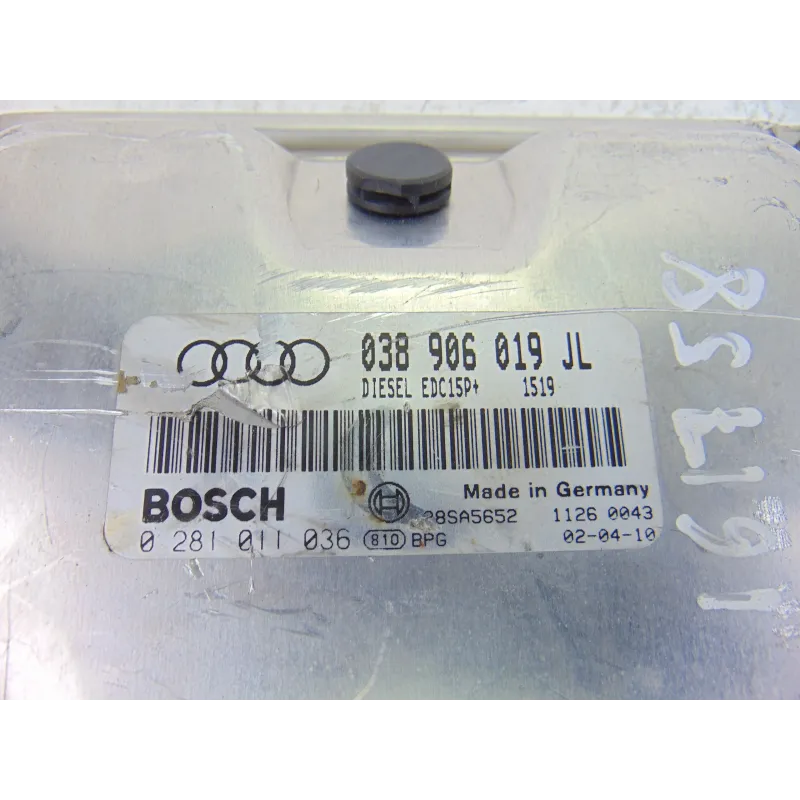 038 906 019 JL
DIESEL EDC15P+ 1519
BOSCH
Made in Germany
28SA5652 1126 0043
0 281 011 036 810 BPG 02-04-10